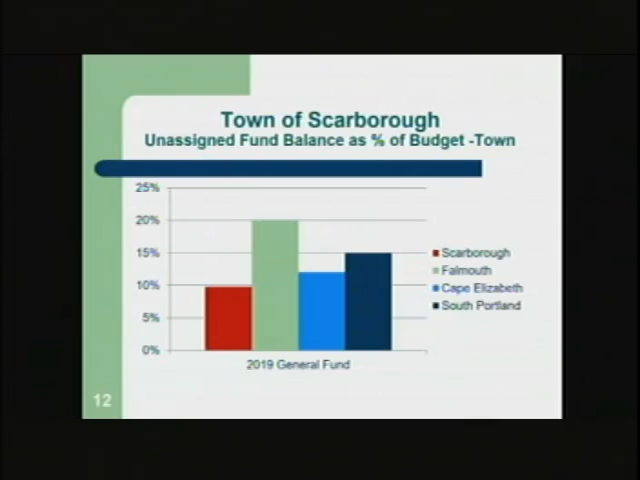 Town of Scarborough
Unassigned Fund Balance as % of Budget -Town
25%
20%
15%
10%
5%
0%
2019 General Fund
Scarborough
Falmouth
Cape Elizabeth
South Portland
12